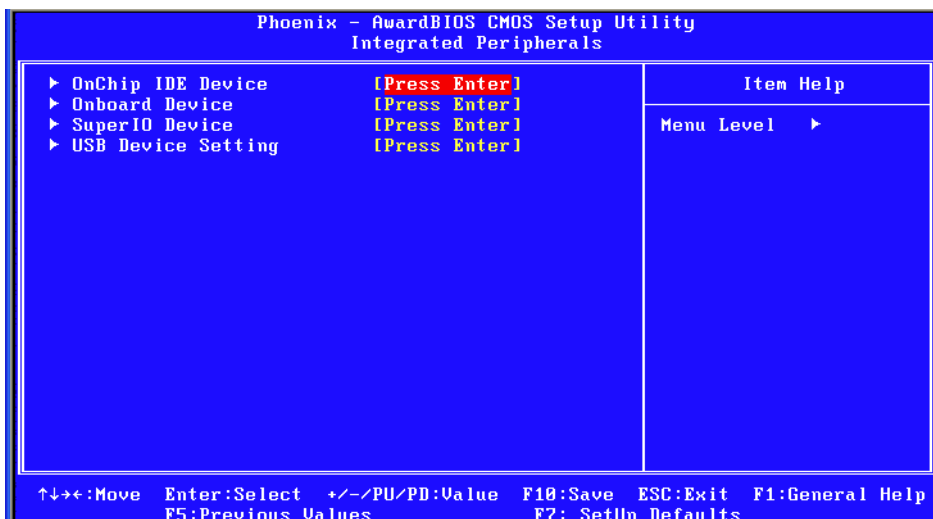 Phoenix - AwardBIOS CMOS Setup Utility
Integrated Peripherals
▶ OnChip IDE Device [Press Enter]
▶ Onboard Device [Press Enter]
▶ SuperIO Device [Press Enter]
▶ USB Device Setting [Press Enter]
Item Help
Menu Level ▶
↑↓→←:Move Enter:Select +/-/PU/PD:Value F10:Save ESC:Exit F1:General Help
F5:Previous Values F7: SetUp Defaults